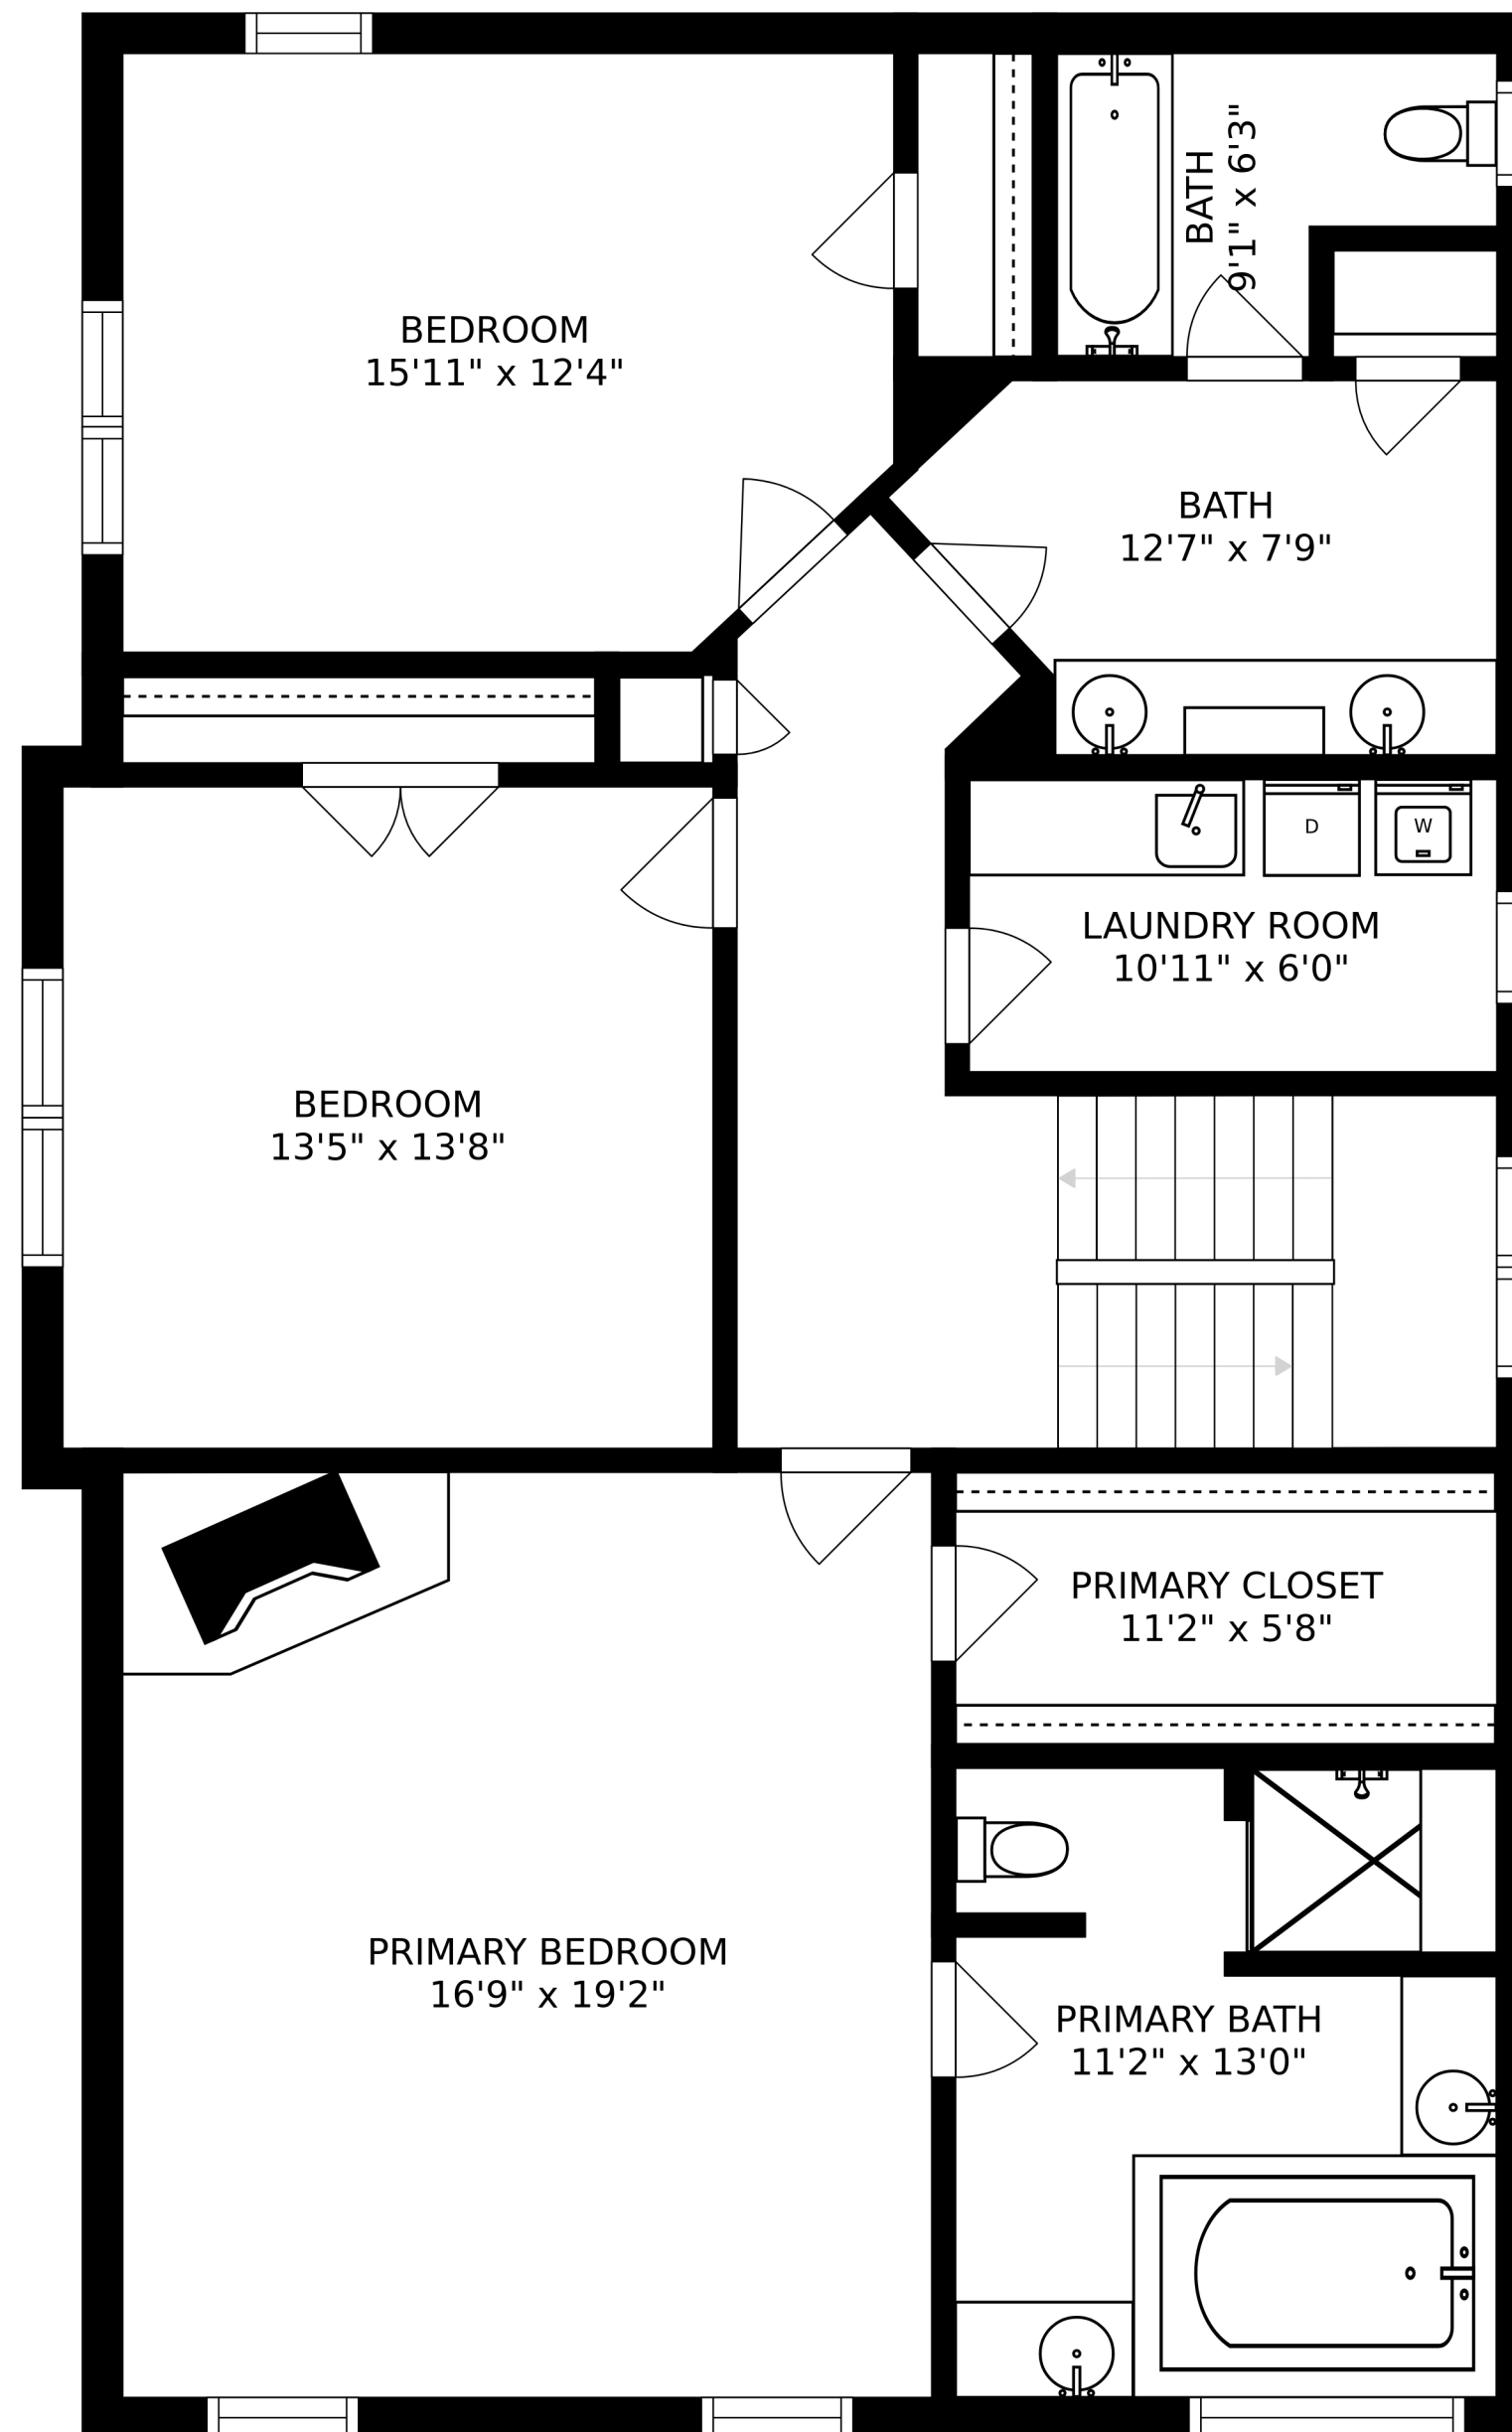 BEDROOM
15'11" x 12'4"
BATH
9'1" x 6'3"
BATH
12'7" x 7'9"
D
W
LAUNDRY ROOM
10'11" x 6'0"
BEDROOM
13'5" x 13'8"
PRIMARY CLOSET
11'2" x 5'8"
PRIMARY BEDROOM
16'9" x 19'2"
PRIMARY BATH
11'2" x 13'0"